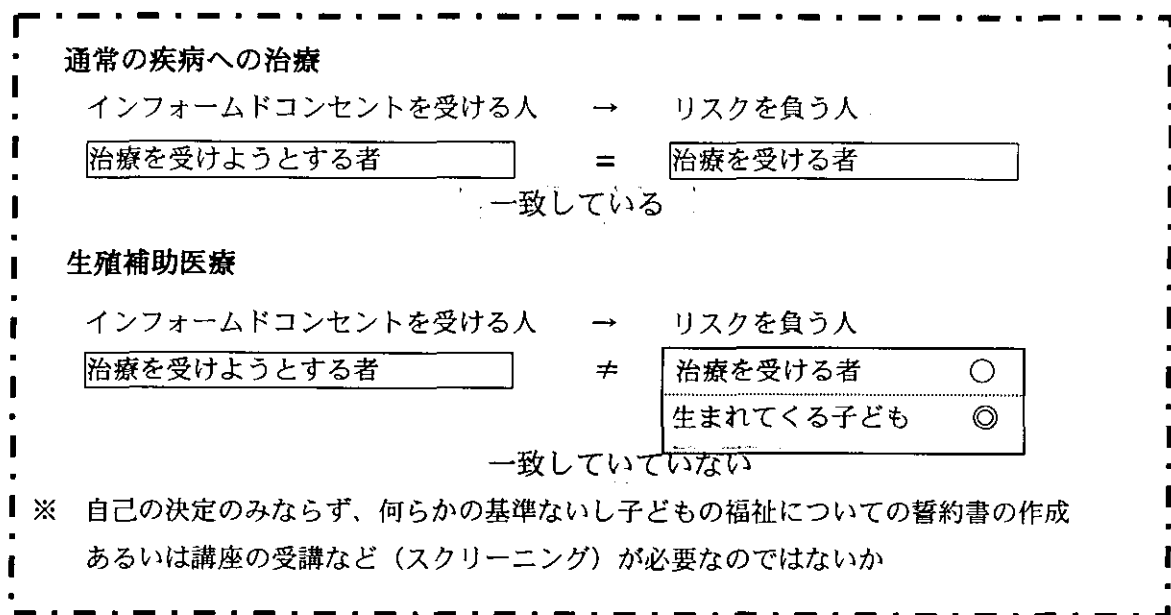 通常の疾病への治療
インフォームドコンセントを受ける人 → リスクを負う人
治療を受けようとする者 = 治療を受ける者
一致している
生殖補助医療
インフォームドコンセントを受ける人 → リスクを負う人
治療を受けようとする者 ≠ 治療を受ける者 ○
生まれてくる子ども ◎
一致していていない
※ 自己の決定のみならず、何らかの基準ないし子どもの福祉についての誓約書の作成
あるいは講座の受講など(スクリーニング)が必要なのではないか